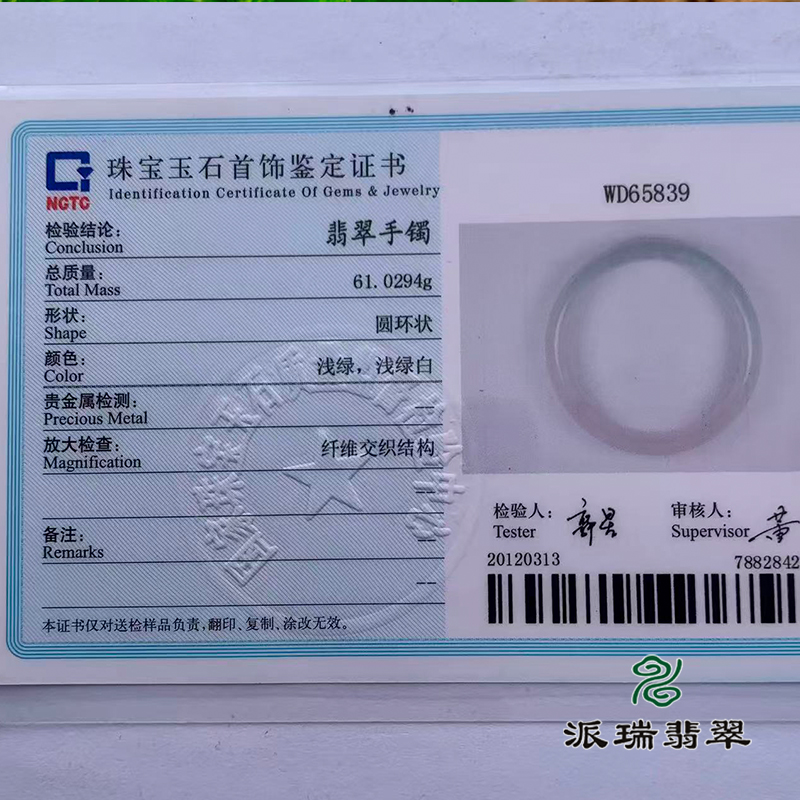 珠宝玉石首饰鉴定证书
Identification Certificate Of Gems & Jewelry
NGTC
检验结论： 翡翠手镯
Conclusion
总质量： 61.0294g
Total Mass
形状： 圆环状
Shape
颜色： 浅绿，浅绿白
Color
贵金属检测： --
Precious Metal
放大检查： 纤维交织结构
Magnification
--
备注： --
Remarks
--
本证书仅对送检样品负责，翻印、复制、涂改无效。
WD65839
检验人： 审核人：
Tester Supervisor
20120313 7882842
派瑞翡翠